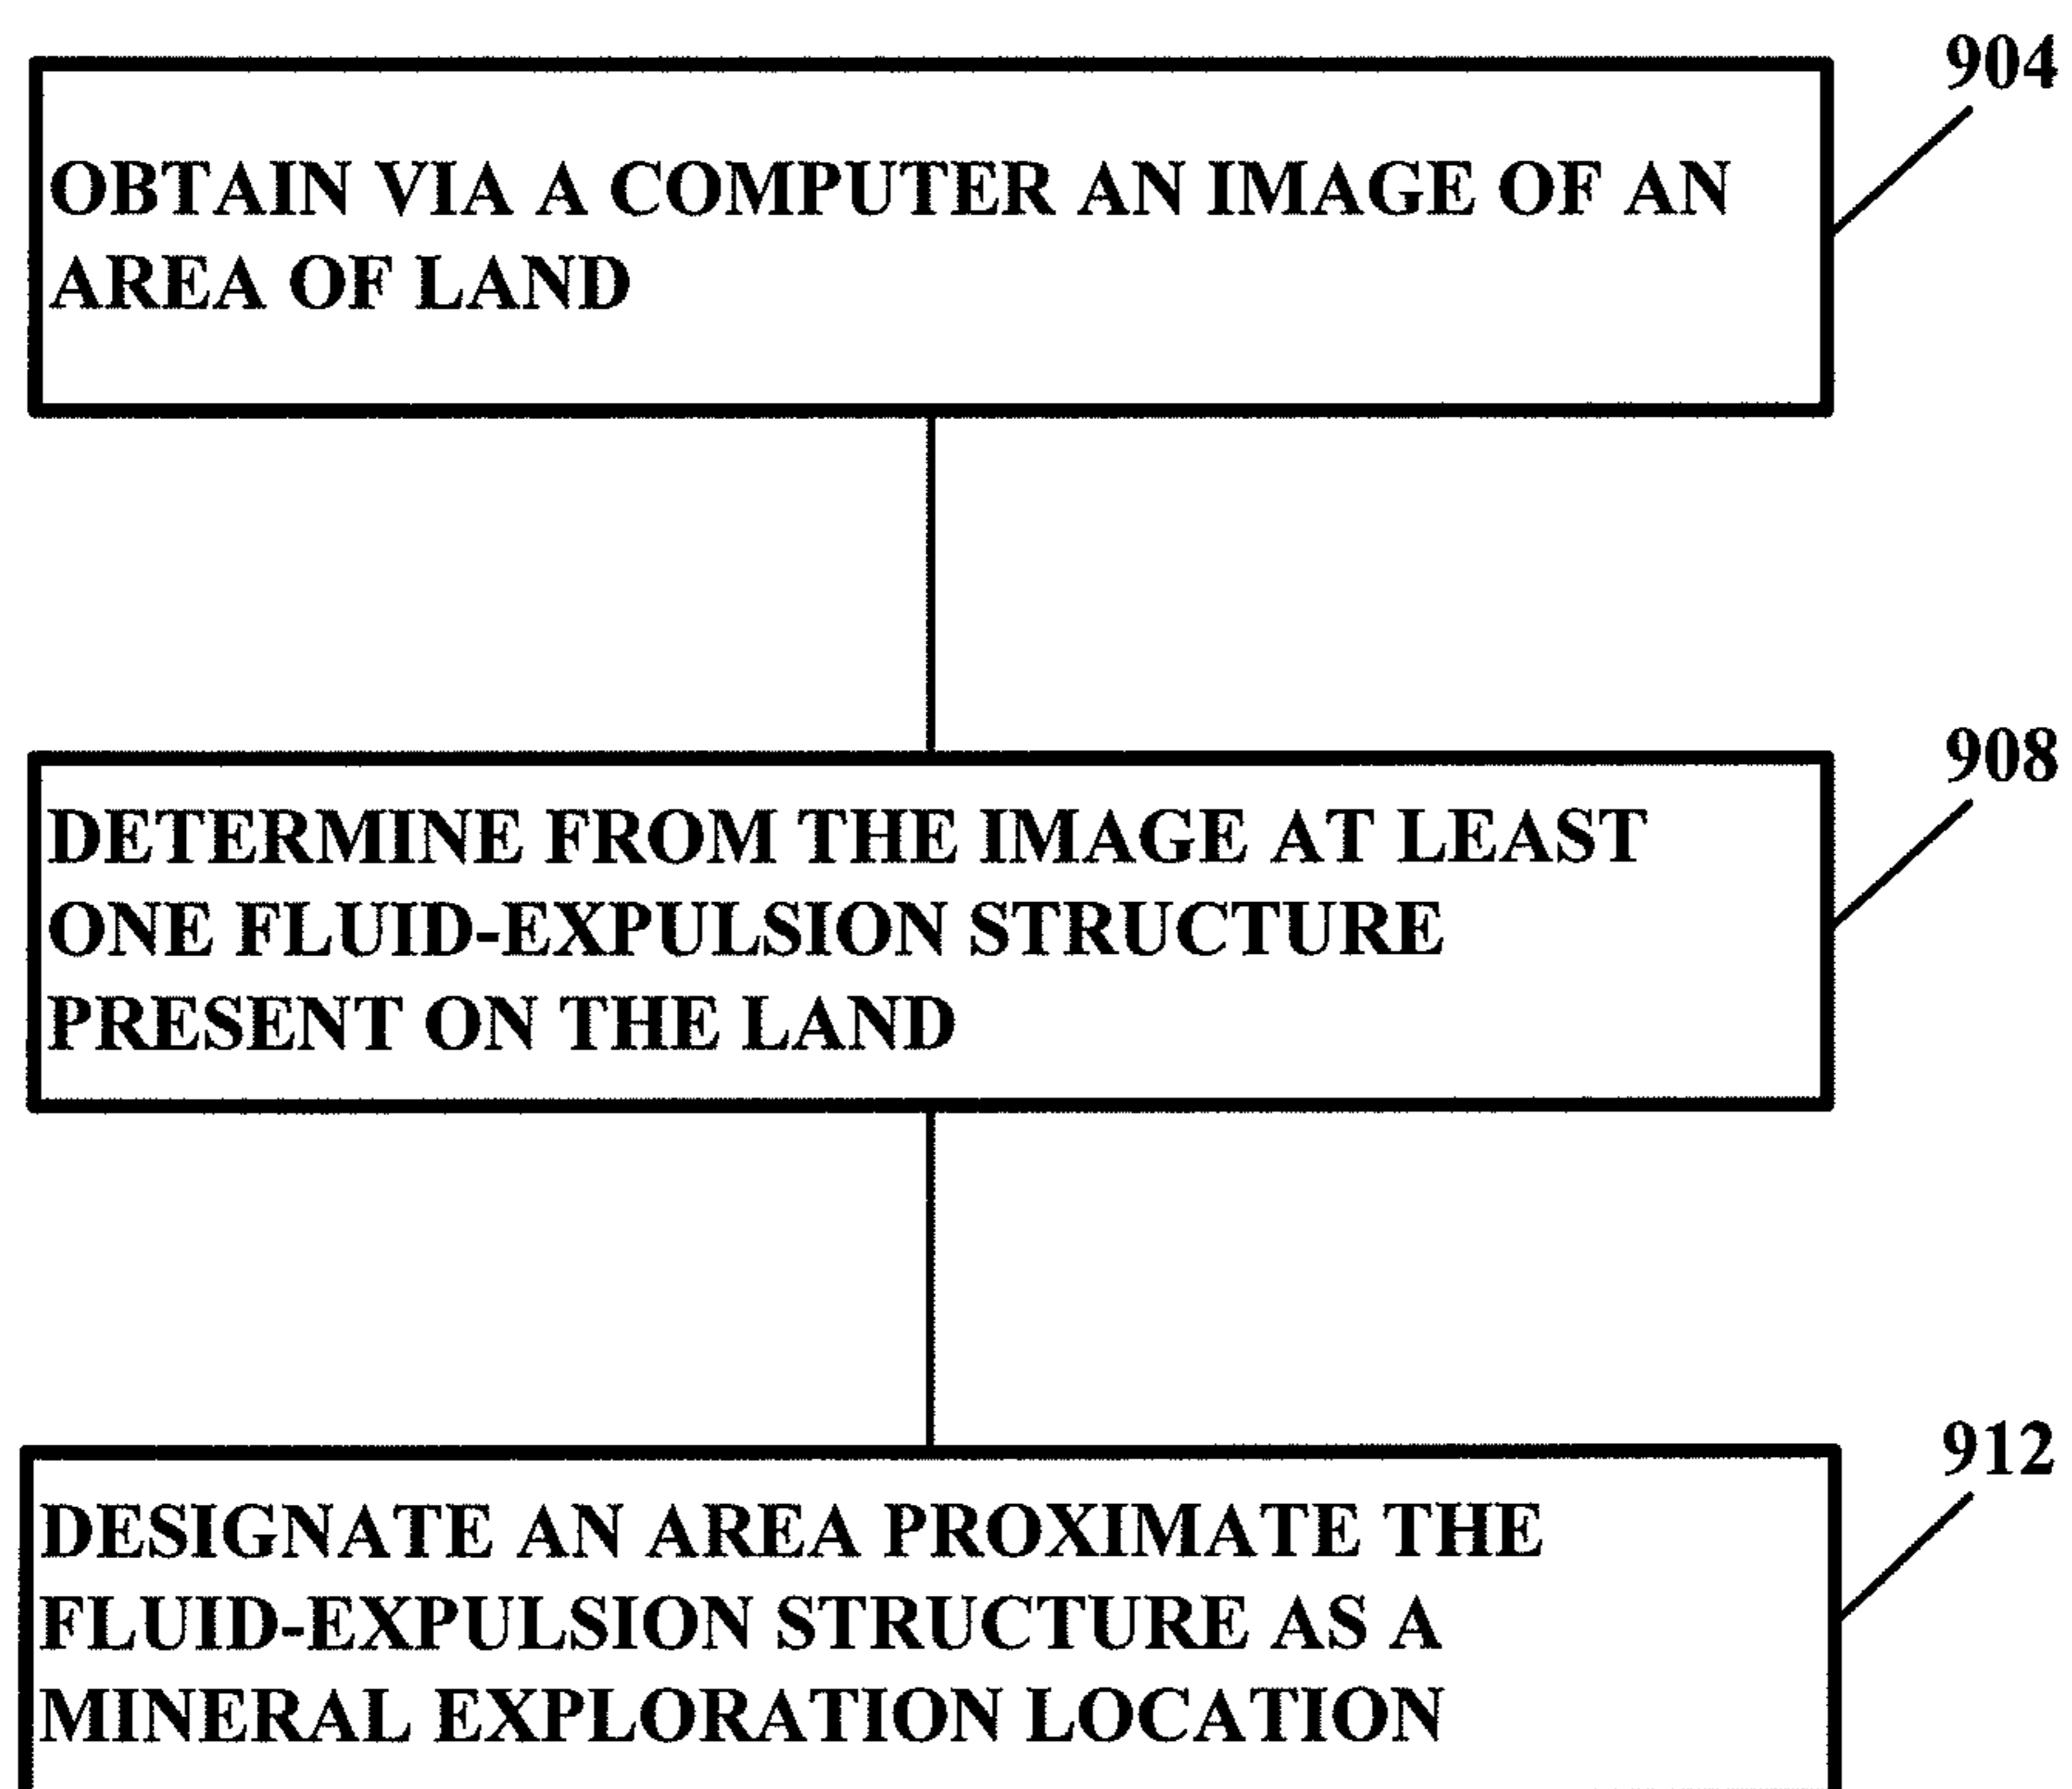 904
OBTAIN VIA A COMPUTER AN IMAGE OF AN
AREA OF LAND
908
DETERMINE FROM THE IMAGE AT LEAST
ONE FLUID-EXPULSION STRUCTURE
PRESENT ON THE LAND
912
DESIGNATE AN AREA PROXIMATE THE
FLUID-EXPULSION STRUCTURE AS A
MINERAL EXPLORATION LOCATION